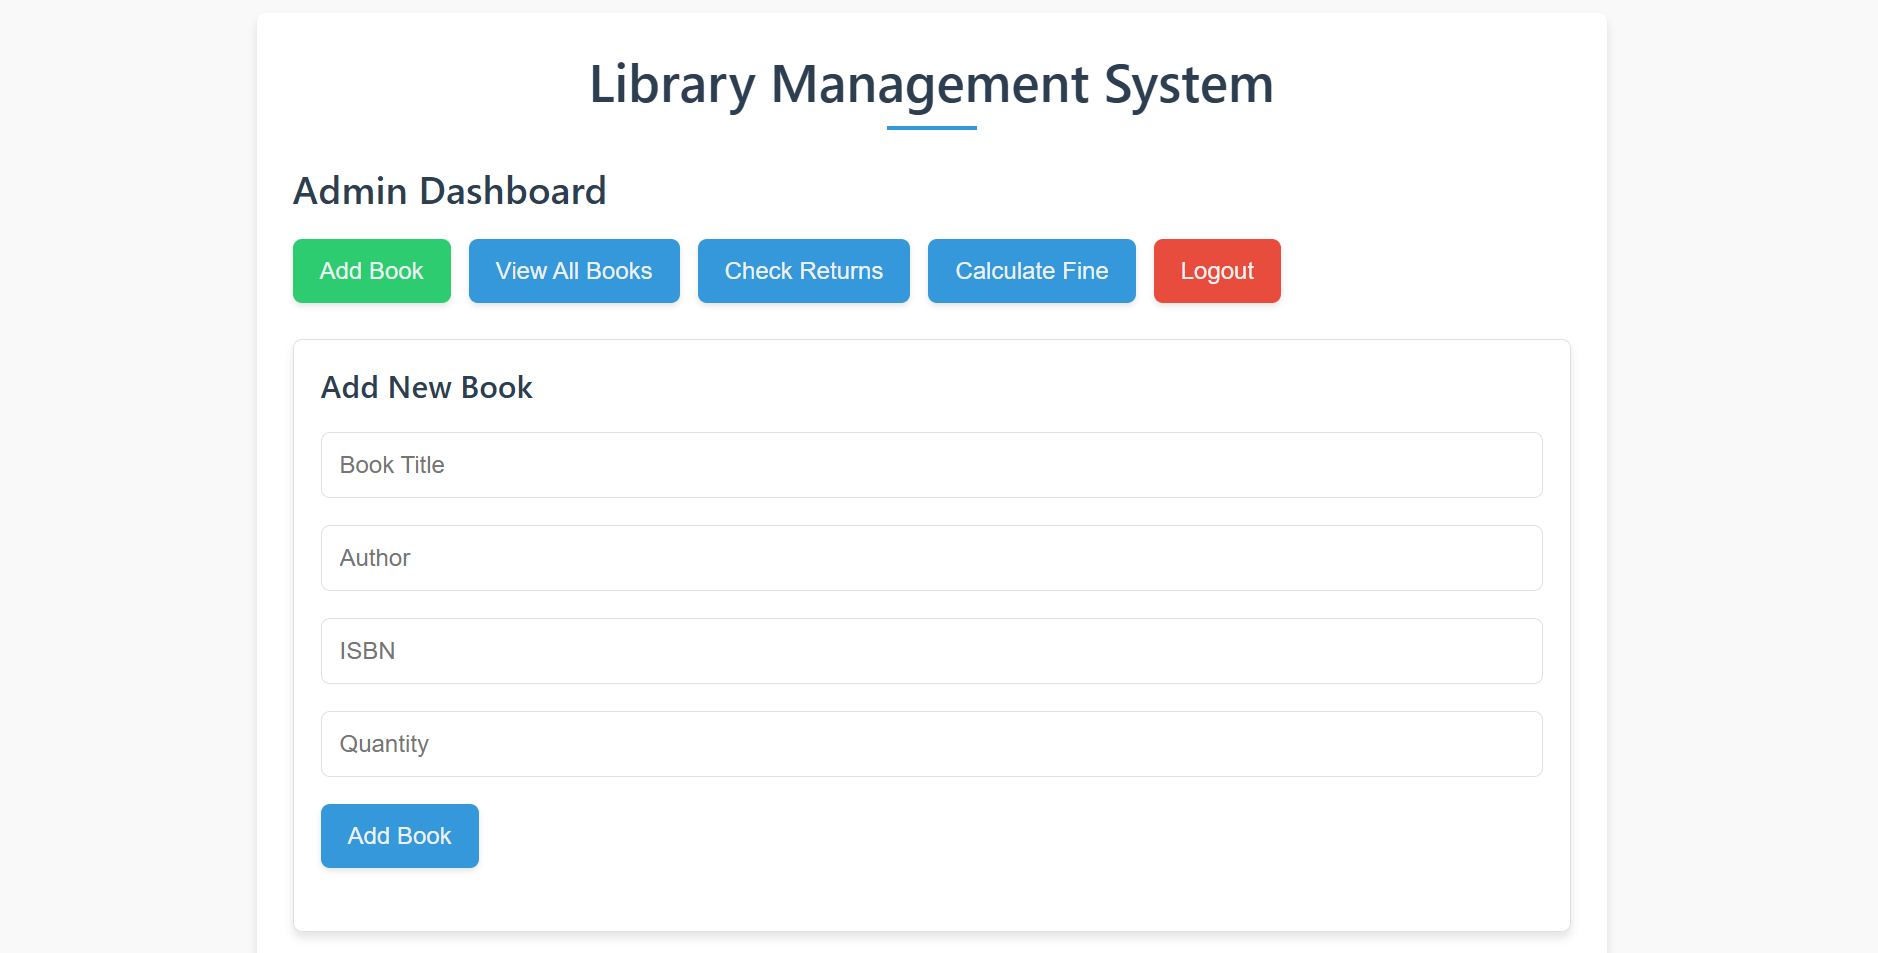 Library Management System
Admin Dashboard
Add Book View All Books Check Returns Calculate Fine Logout
Add New Book
Book Title
Author
ISBN
Quantity
Add Book